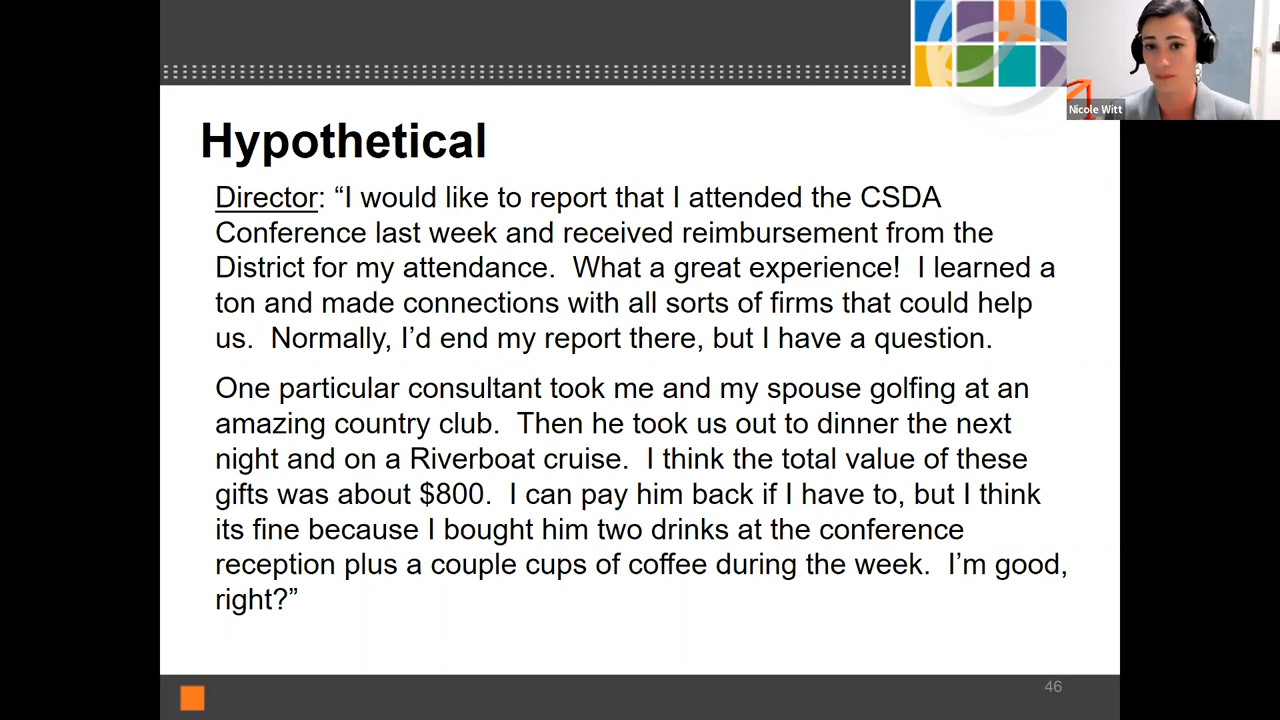 Nicole Witt
Hypothetical
Director: “I would like to report that I attended the CSDA
Conference last week and received reimbursement from the
District for my attendance.  What a great experience!  I learned a
ton and made connections with all sorts of firms that could help
us.  Normally, I’d end my report there, but I have a question.
One particular consultant took me and my spouse golfing at an
amazing country club.  Then he took us out to dinner the next
night and on a Riverboat cruise.  I think the total value of these
gifts was about $800.  I can pay him back if I have to, but I think
its fine because I bought him two drinks at the conference
reception plus a couple cups of coffee during the week.  I’m good,
right?”
46